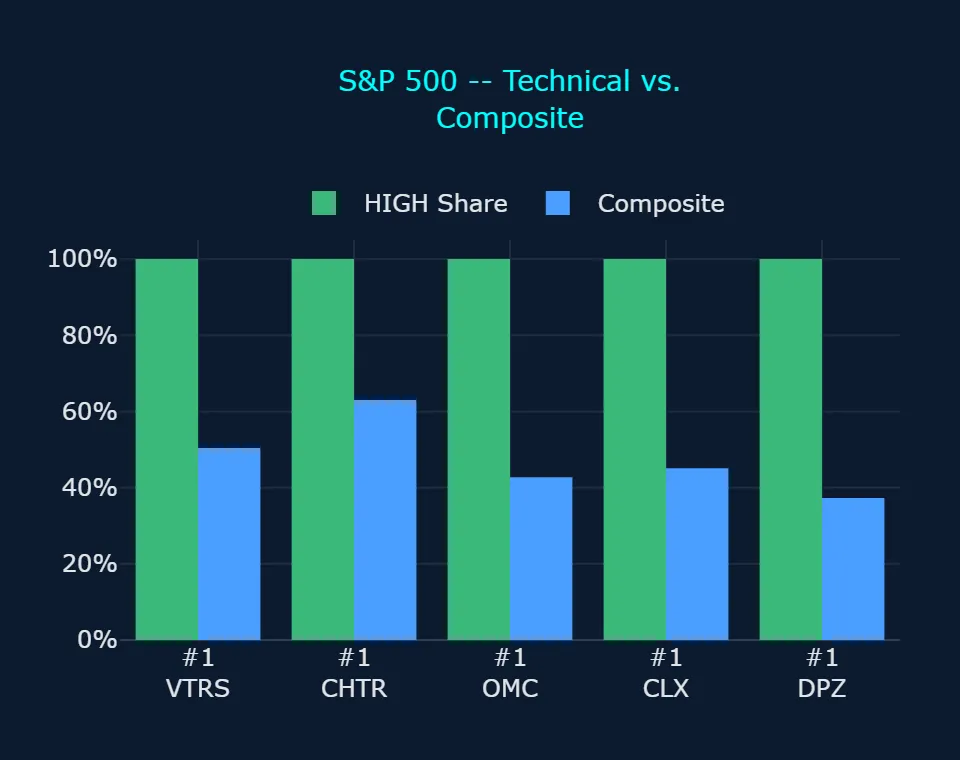 S&P 500 -- Technical vs.
Composite
HIGH Share
Composite
100%
80%
60%
40%
20%
0%
#1 #1 #1 #1 #1
VTRS CHTR OMC CLX DPZ